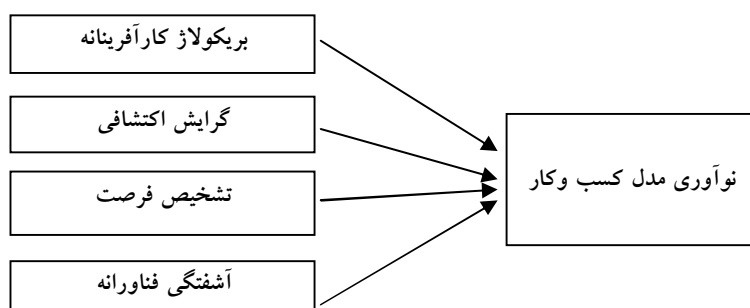 بریکولاژ کارآفرینانه
گرایش اکتشافی
تشخیص فرصت
آشفتگی فناورانه
نوآوری مدل کسب وکار